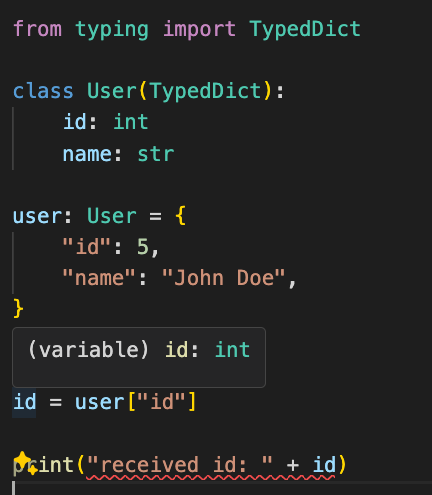 from typing import TypedDict
class User(TypedDict):
    id: int
    name: str
user: User = {
    "id": 5,
    "name": "John Doe",
}
(variable) id: int
id = user["id"]
print("received id: " + id)